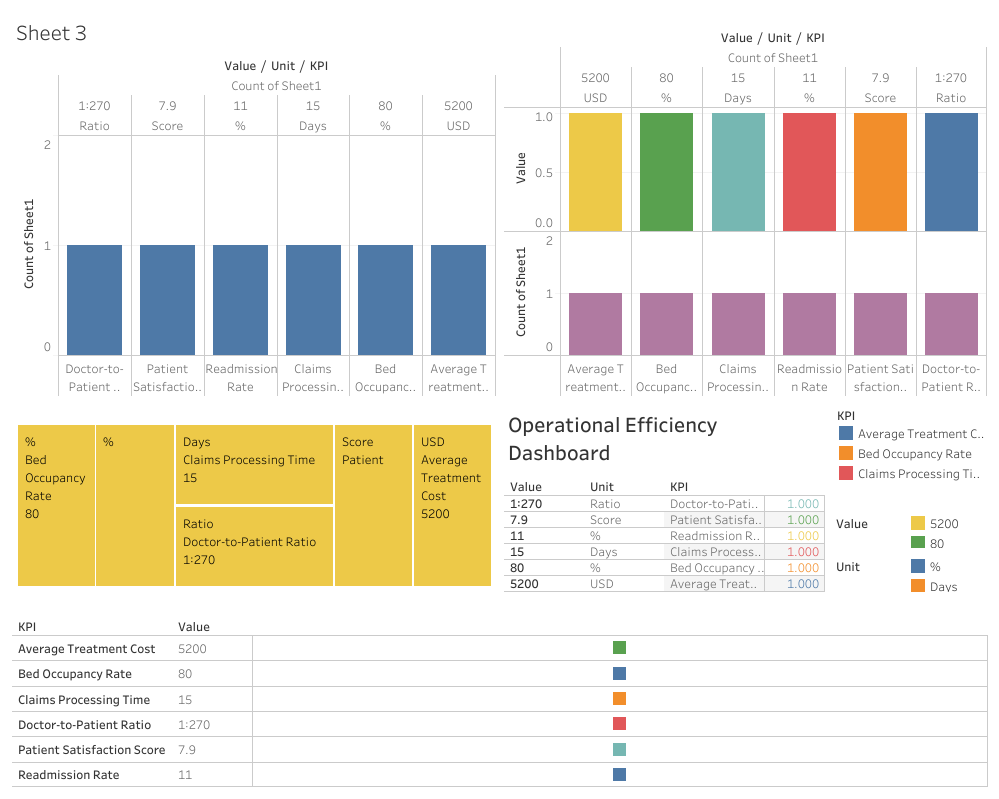 Sheet 3
Value / Unit / KPI
Count of Sheet1
1:270 7.9 11 15 80 5200
Ratio Score % Days % USD
2
1
0
Count of Sheet1
Doctor-to- Patient Readmission Claims Bed Average T
Patient .. Satisfactio.. Rate Processin.. Occupanc.. reatment..
Value / Unit / KPI
Count of Sheet1
5200 80 15 11 7.9 1:270
USD % Days % Score Ratio
1.0
0.5
0.0
Value
2
1
0
Count of Sheet1
Average T Bed Claims Readmissio Patient Sati Doctor-to-
reatment.. Occupanc.. Processin.. n Rate sfaction.. Patient R..
%
Bed
Occupancy
Rate
80
%
Days
Claims Processing Time
15
Ratio
Doctor-to-Patient Ratio
1:270
Score
Patient
USD
Average
Treatment
Cost
5200
Operational Efficiency
Dashboard
Value Unit KPI
1:270 Ratio Doctor-to-Pati.. 1.000
7.9 Score Patient Satisfa.. 1.000
11 % Readmission R.. 1.000
15 Days Claims Process.. 1.000
80 % Bed Occupancy .. 1.000
5200 USD Average Treat.. 1.000
KPI
Average Treatment C..
Bed Occupancy Rate
Claims Processing Ti..
Value 5200
80
Unit %
Days
KPI Value
Average Treatment Cost 5200
Bed Occupancy Rate 80
Claims Processing Time 15
Doctor-to-Patient Ratio 1:270
Patient Satisfaction Score 7.9
Readmission Rate 11